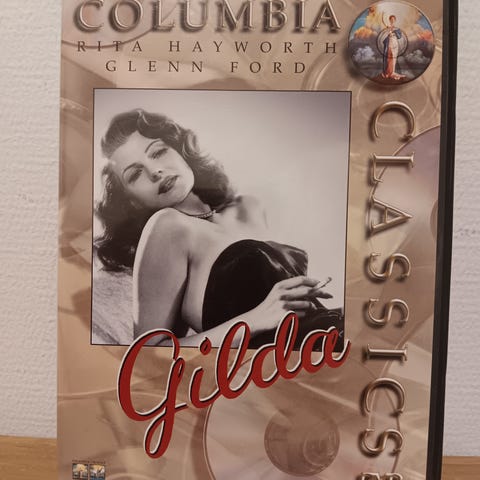 COLUMBIA
RITA HAYWORTH
GLENN FORD
CLASSICS
Gilda